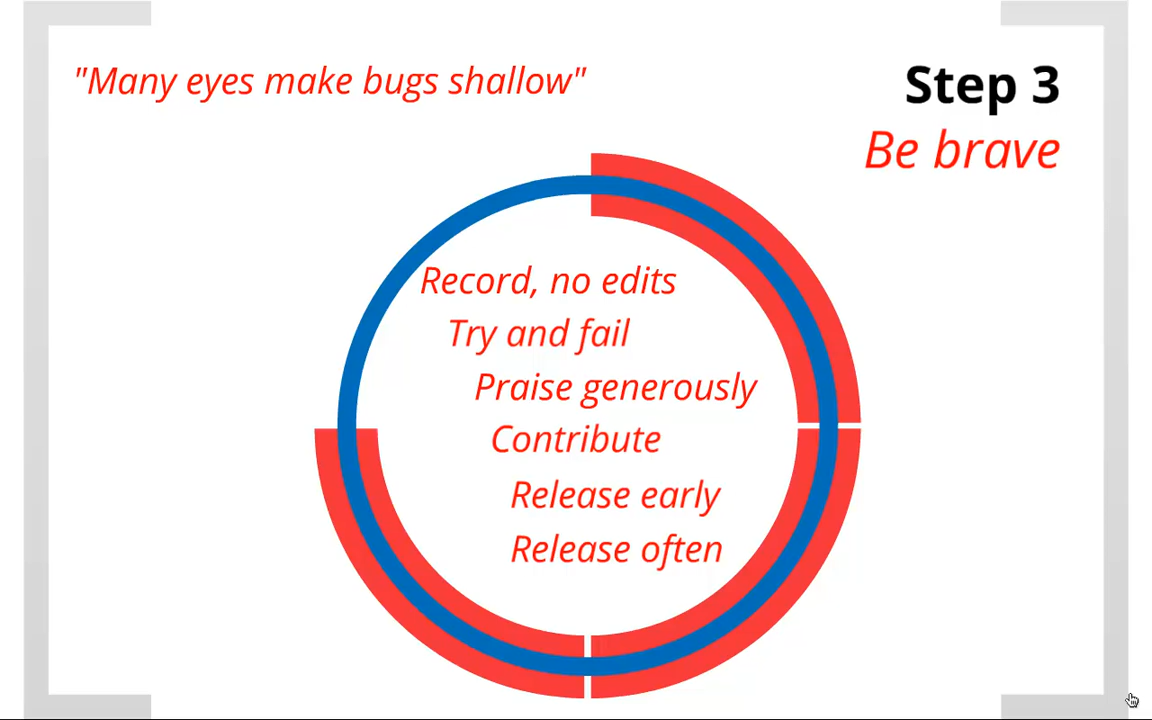 "Many eyes make bugs shallow"
Step 3
Be brave
Record, no edits
Try and fail
Praise generously
Contribute
Release early
Release often